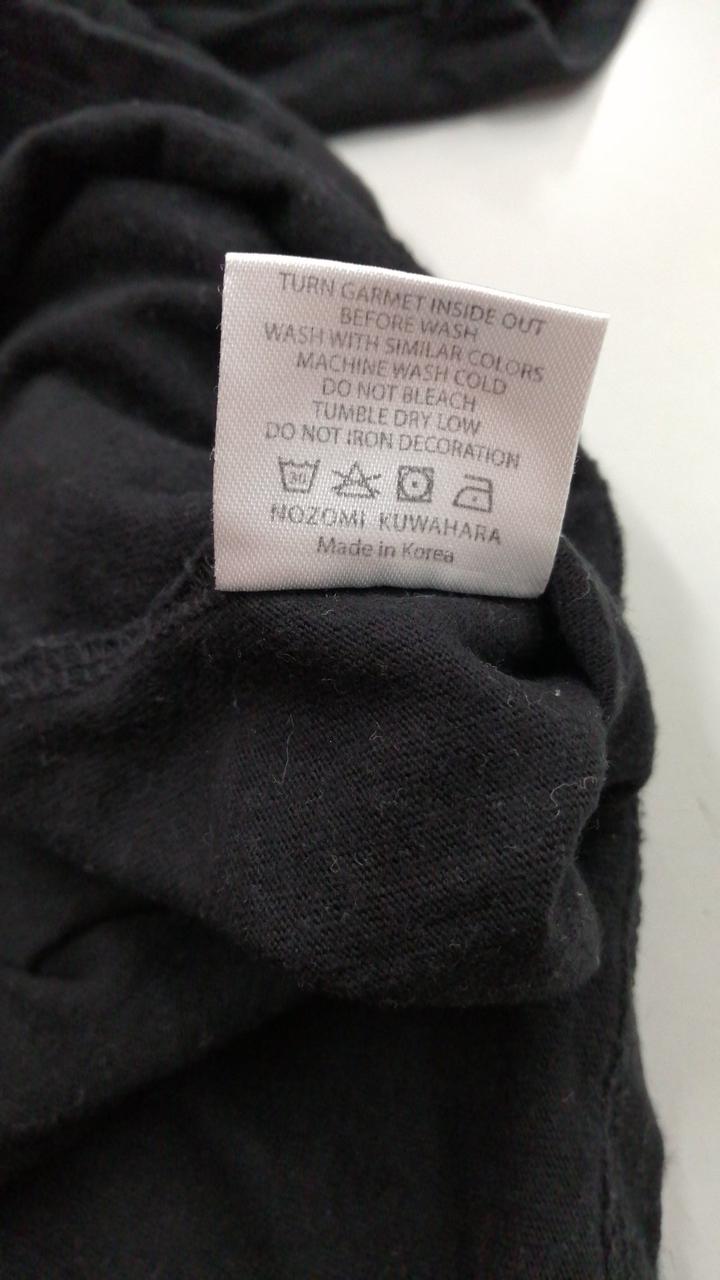 TURN GARMET INSIDE OUT
BEFORE WASH
WASH WITH SIMILAR COLORS
MACHINE WASH COLD
DO NOT BLEACH
TUMBLE DRY LOW
DO NOT IRON DECORATION
30
NOZOMI KUWAHARA
Made in Korea